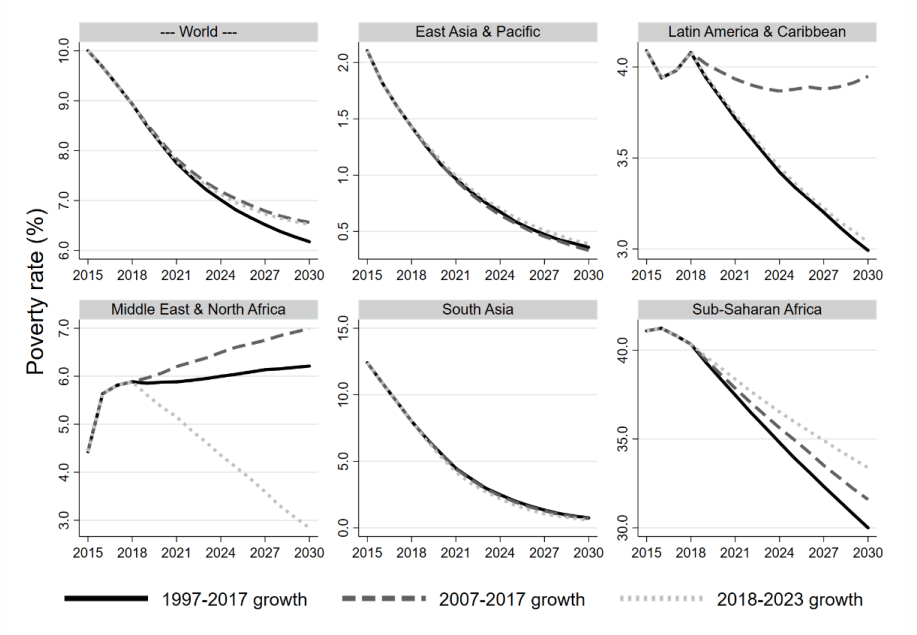 Poverty rate (%)
--- World ---
10.0
9.0
8.0
7.0
6.0
2015 2018 2021 2024 2027 2030
East Asia & Pacific
2.0
1.5
1.0
0.5
2015 2018 2021 2024 2027 2030
Latin America & Caribbean
4.0
3.5
3.0
2015 2018 2021 2024 2027 2030
Middle East & North Africa
7.0
6.0
5.0
4.0
3.0
2015 2018 2021 2024 2027 2030
South Asia
15.0
10.0
5.0
0.0
2015 2018 2021 2024 2027 2030
Sub-Saharan Africa
40.0
35.0
30.0
2015 2018 2021 2024 2027 2030
1997-2017 growth 2007-2017 growth 2018-2023 growth